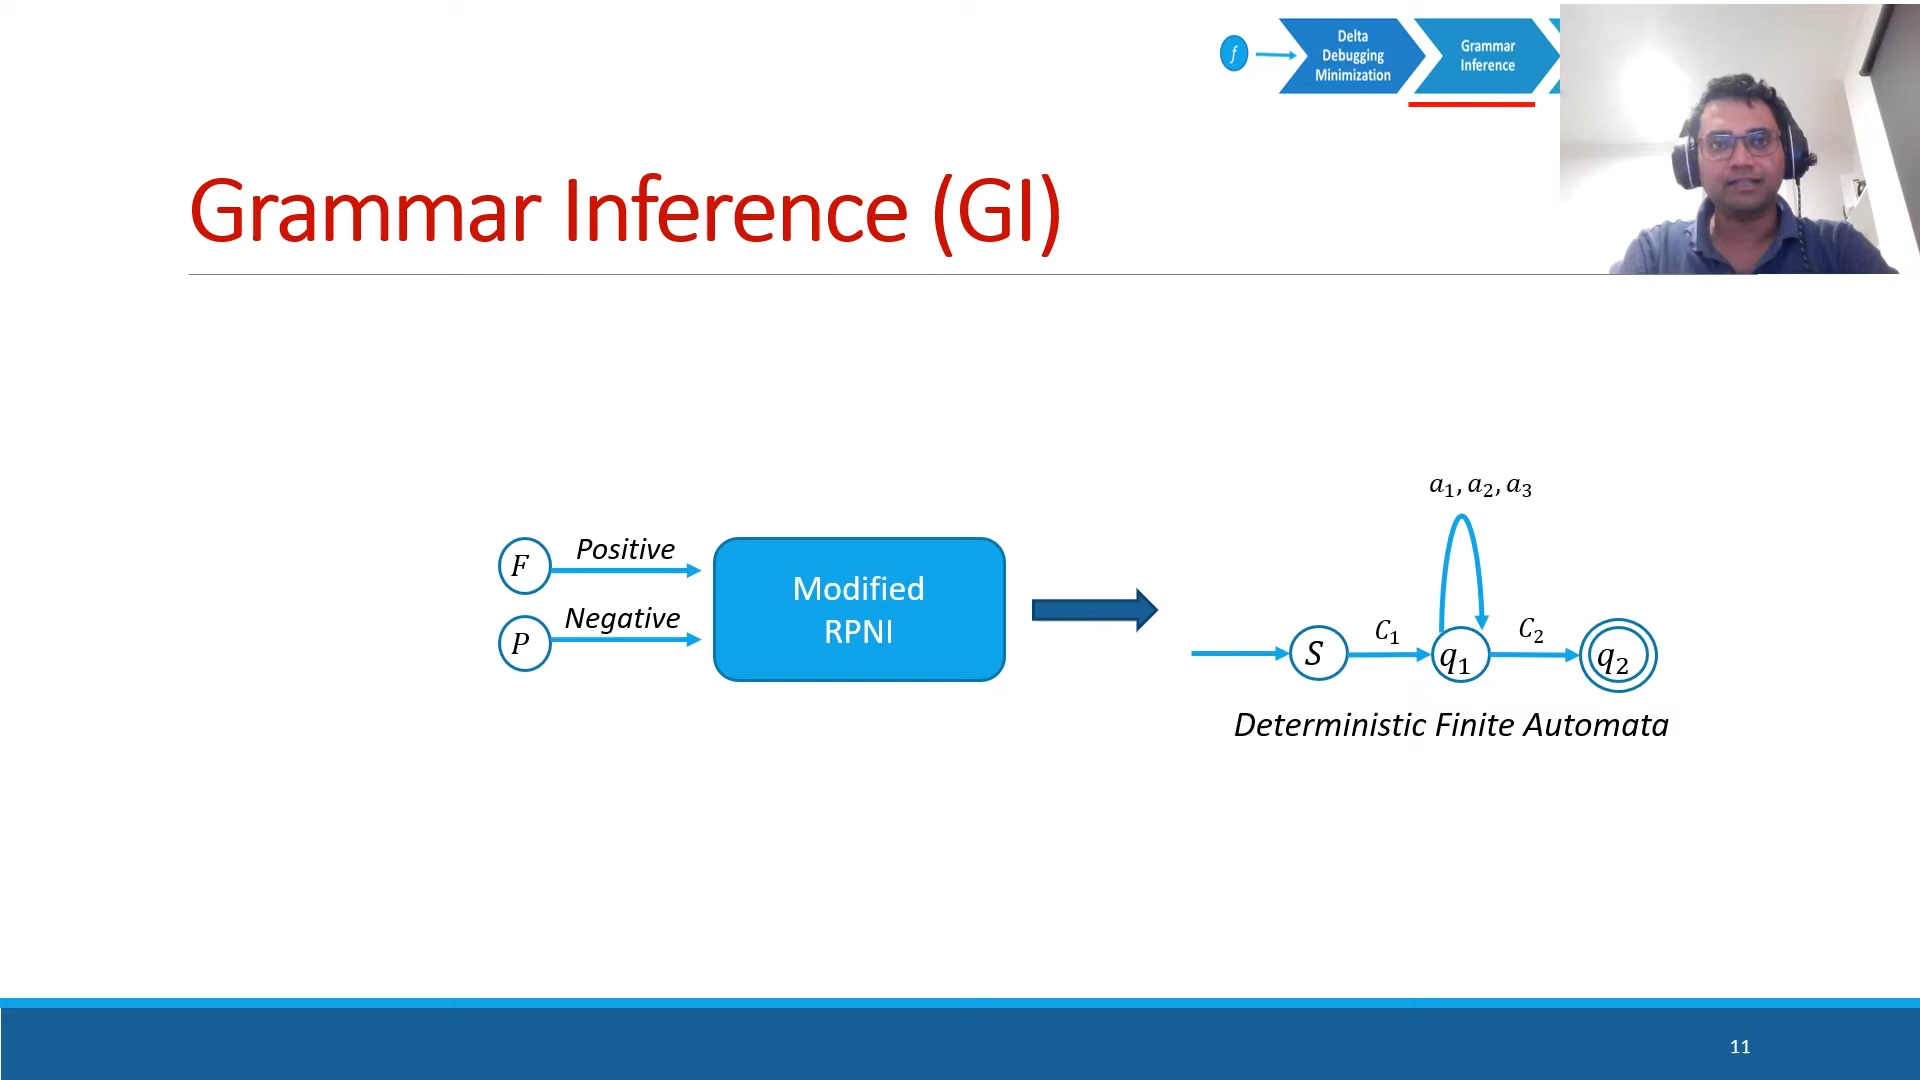 f
Delta
Debugging
Minimization
Grammar
Inference
Grammar Inference (GI)
F
Positive
P
Negative
Modified
RPNI
a₁, a₂, a₃
S
C₁
q₁
C₂
q₂
Deterministic Finite Automata
11